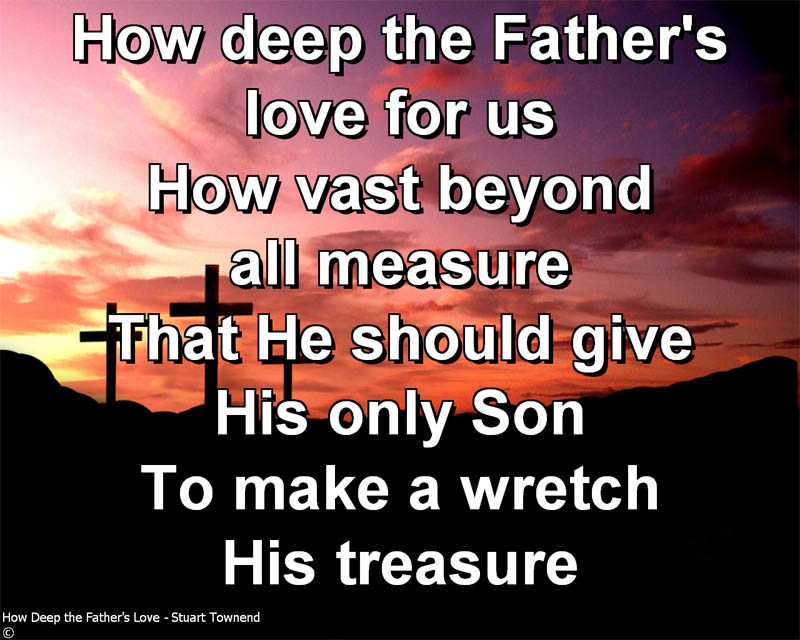 How deep the Father's
love for us
How vast beyond
all measure
That He should give
His only Son
To make a wretch
His treasure
How Deep the Father's Love - Stuart Townend
©